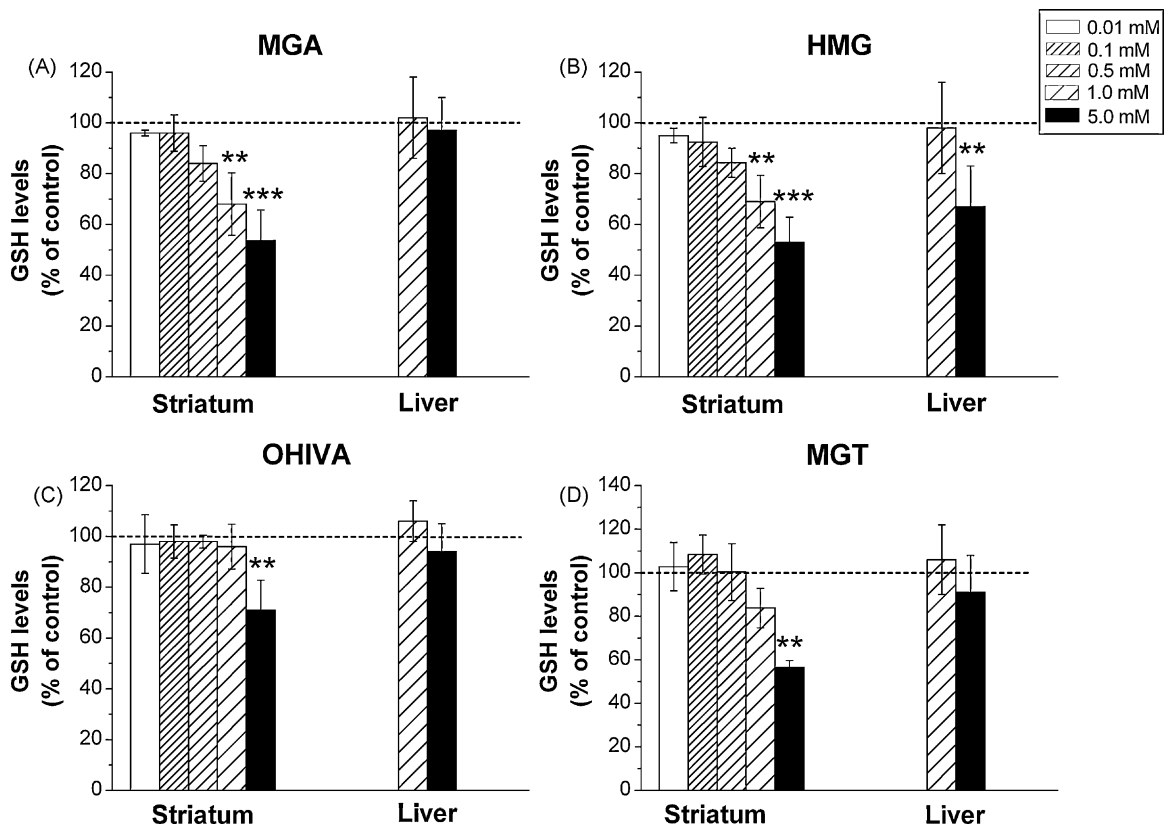 0.01 mM
0.1 mM
0.5 mM
1.0 mM
5.0 mM
MGA
(A)
GSH levels
(% of control)
120
100
80
60
40
20
0
**
***
Striatum
Liver
HMG
(B)
GSH levels
(% of control)
120
100
80
60
40
20
0
**
***
**
Striatum
Liver
OHIVA
(C)
GSH levels
(% of control)
120
100
80
60
40
20
0
**
Striatum
Liver
MGT
(D)
GSH levels
(% of control)
140
120
100
80
60
40
20
0
**
Striatum
Liver